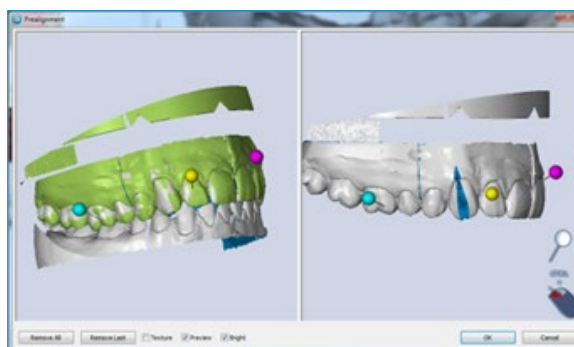 Prealignment
Remove All
Remove Last
Texture
Preview
Bright
OK
Cancel